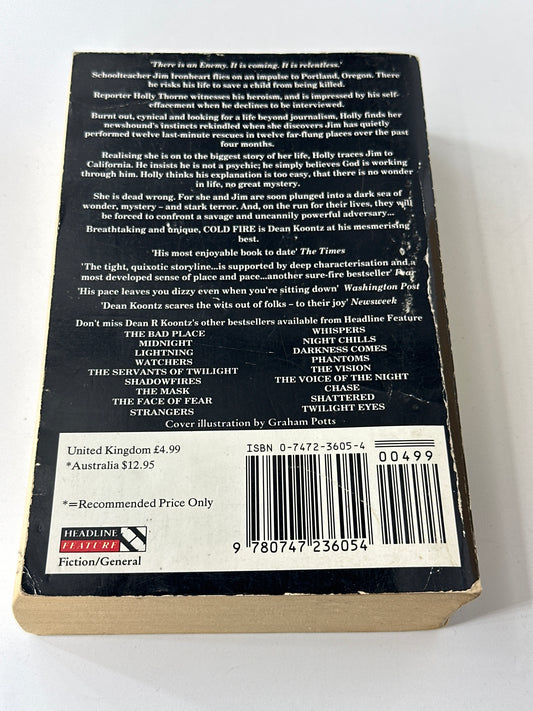 'There is an Enemy. It is coming. It is relentless.'
Schoolteacher Jim Ironheart flies on an impulse to Portland, Oregon. There
he risks his life to save a child from being killed.
Reporter Holly Thorne witnesses his heroism, and is impressed by his self-
effacement when he declines to be interviewed.
Burnt out, cynical and looking for a life beyond journalism, Holly finds her
newshound's instincts rekindled when she discovers Jim has quietly
performed twelve last-minute rescues in twelve far-flung places over the past
four months.
Realising she is on to the biggest story of her life, Holly traces Jim to
California. He insists he is not a psychic; he simply believes God is working
through him. Holly thinks his explanation is too easy, that there is no wonder
in life, no great mystery.
She is dead wrong. For she and Jim are soon plunged into a dark sea of
wonder, mystery – and stark terror. And, on the run for their lives, they will
be forced to confront a savage and uncannily powerful adversary...
Breathtaking and unique, COLD FIRE is Dean Koontz at his mesmerising
best.
'His most enjoyable book to date' The Times
'The tight, quixotic storyline...is supported by deep characterisation and a
most developed sense of place and pace...another sure-fire bestseller' Fear
'His pace leaves you dizzy even when you're sitting down' Washington Post
'Dean Koontz scares the wits out of folks – to their joy' Newsweek
Don't miss Dean R Koontz's other bestsellers available from Headline Feature
THE BAD PLACE
MIDNIGHT
LIGHTNING
WATCHERS
THE SERVANTS OF TWILIGHT
SHADOWFIRES
THE MASK
THE FACE OF FEAR
STRANGERS
WHISPERS
NIGHT CHILLS
DARKNESS COMES
PHANTOMS
THE VISION
THE VOICE OF THE NIGHT
CHASE
SHATTERED
TWILIGHT EYES
Cover illustration by Graham Potts
United Kingdom £4.99
*Australia $12.95
*=Recommended Price Only
HEADLINE
FEATURE
Fiction/General
ISBN 0-7472-3605-4
00499
9 780747 236054